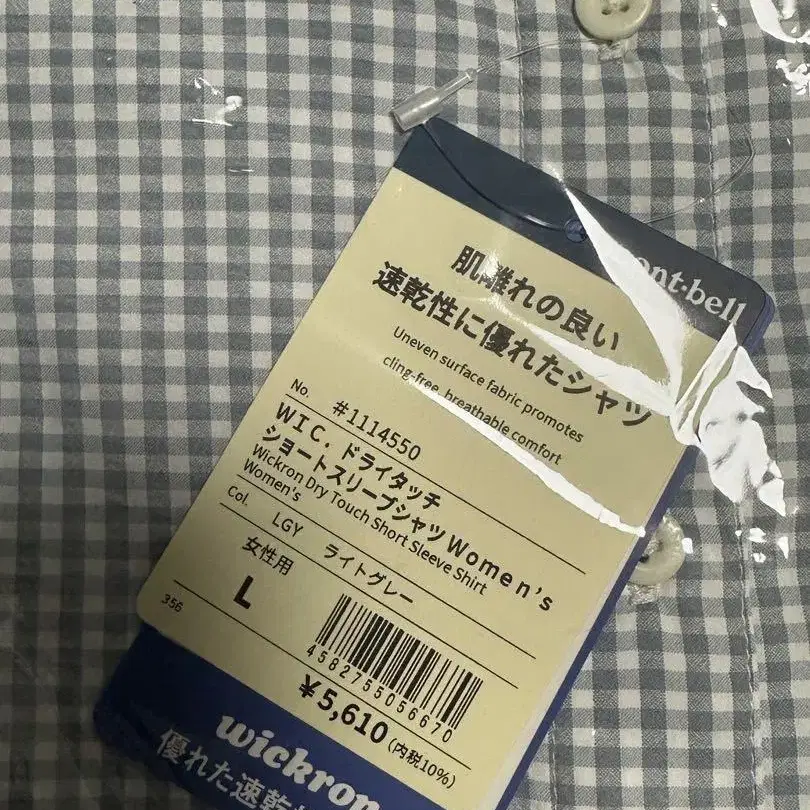 mont-bell
肌離れの良い
速乾性に優れたシャツ
Uneven surface fabric promotes
cling-free, breathable comfort
No. #1114550
WIC. ドライタッチ
ショートスリーブシャツWomen's
Wickron Dry Touch Short Sleeve Shirt
Women's
Col. LGY ライトグレー
女性用
L
356
4582755056670
¥5,610 (内税10%)
wickron
優れた速乾